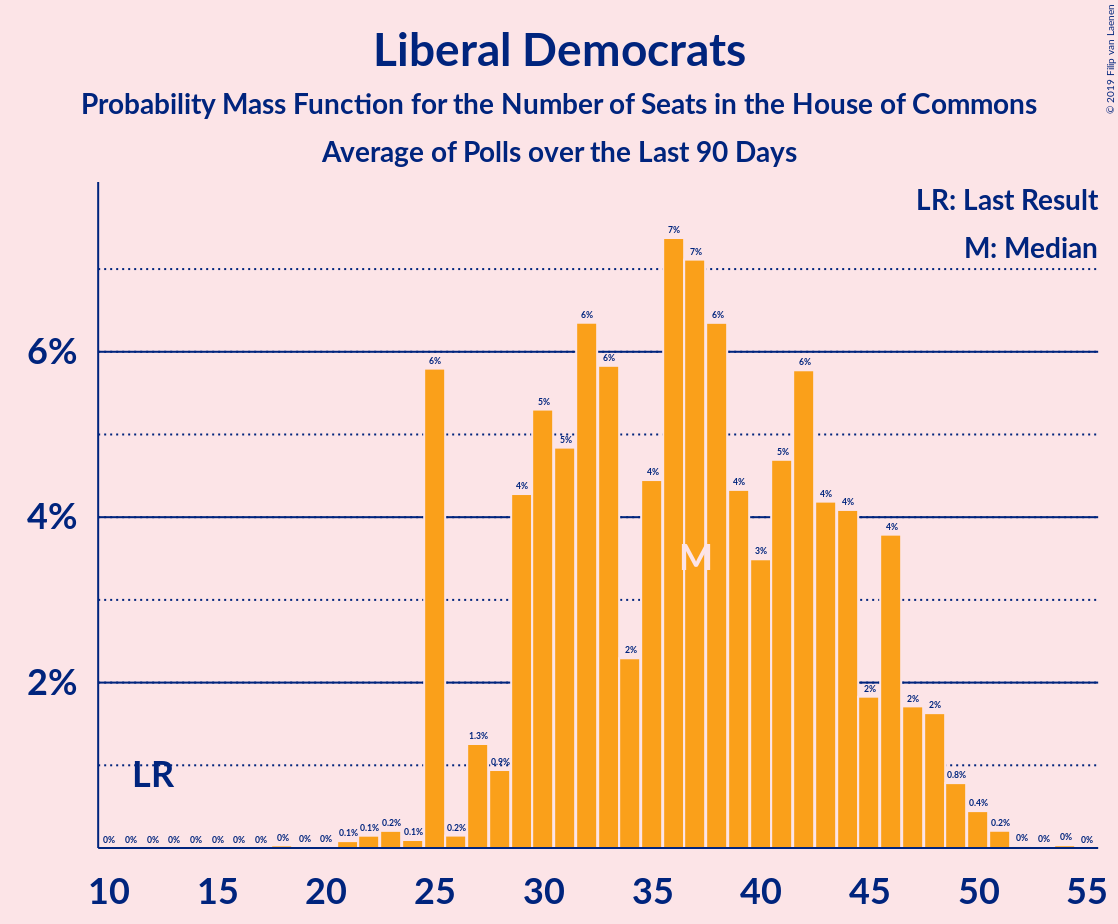 Liberal Democrats
Probability Mass Function for the Number of Seats in the House of Commons
Average of Polls over the Last 90 Days
© 2019 Filip van Laenen
LR: Last Result
M: Median
6%
4%
2%
0% 0% 0% 0% 0% 0% 0% 0% 0% 0% 0% 0.1% 0.1% 0.2% 0.1% 6% 0.2% 1.3% 0.9% 4% 5% 5% 6% 6% 2% 4% 7% 7% 6% 4% 3% 5% 6% 4% 4% 2% 4% 2% 2% 0.8% 0.4% 0.2% 0% 0% 0% 0%
M
LR
10 15 20 25 30 35 40 45 50 55